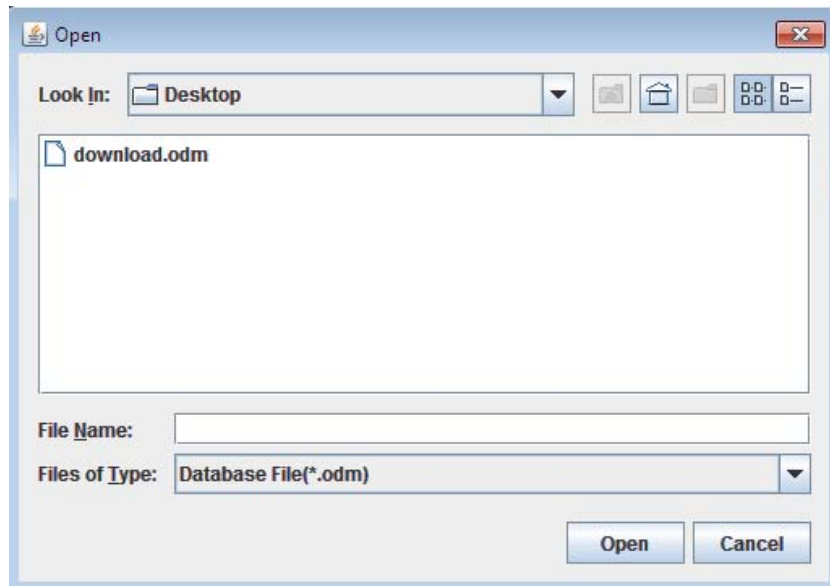 Open
Look In: Desktop
download.odm
File Name:
Files of Type: Database File(*.odm)
Open Cancel